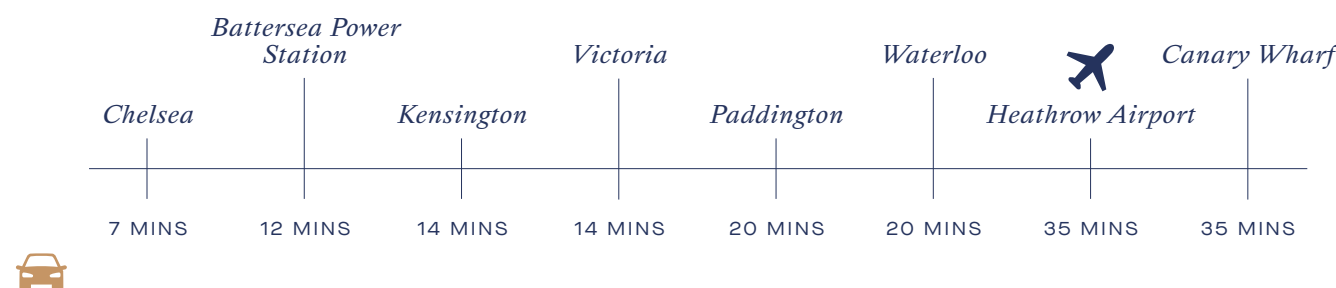 Battersea Power
Station
Victoria
Waterloo
Canary Wharf
Chelsea
Kensington
Paddington
Heathrow Airport
7 MINS
12 MINS
14 MINS
14 MINS
20 MINS
20 MINS
35 MINS
35 MINS